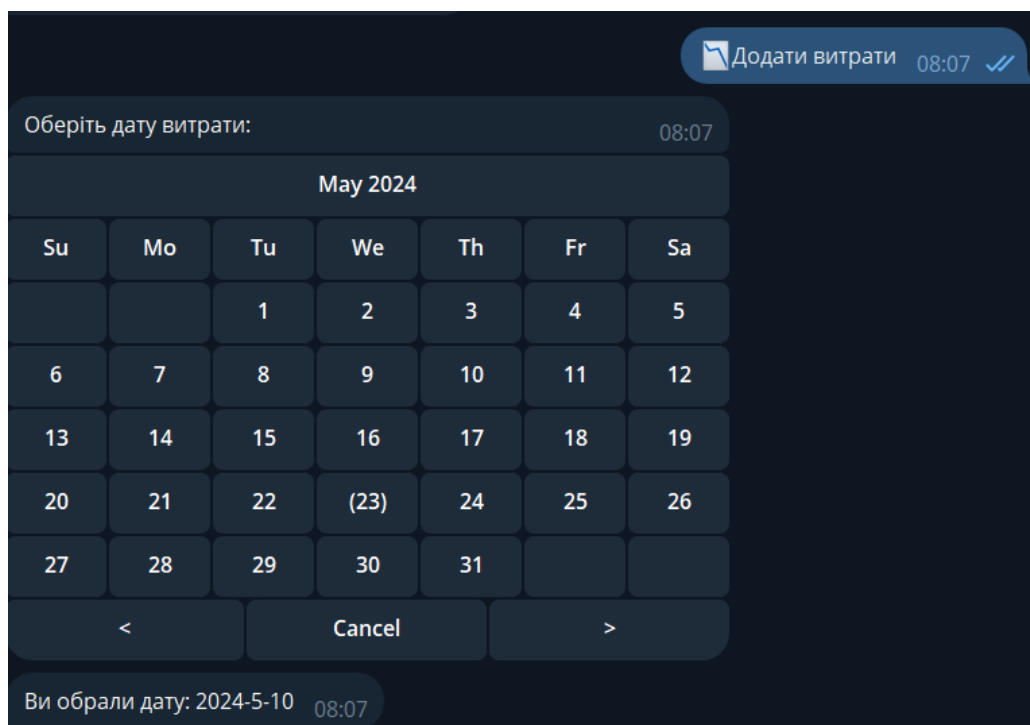 Додати витрати 08:07
Оберіть дату витрати: 08:07
May 2024
Su Mo Tu We Th Fr Sa
1 2 3 4 5
6 7 8 9 10 11 12
13 14 15 16 17 18 19
20 21 22 (23) 24 25 26
27 28 29 30 31
< Cancel >
Ви обрали дату: 2024-5-10 08:07